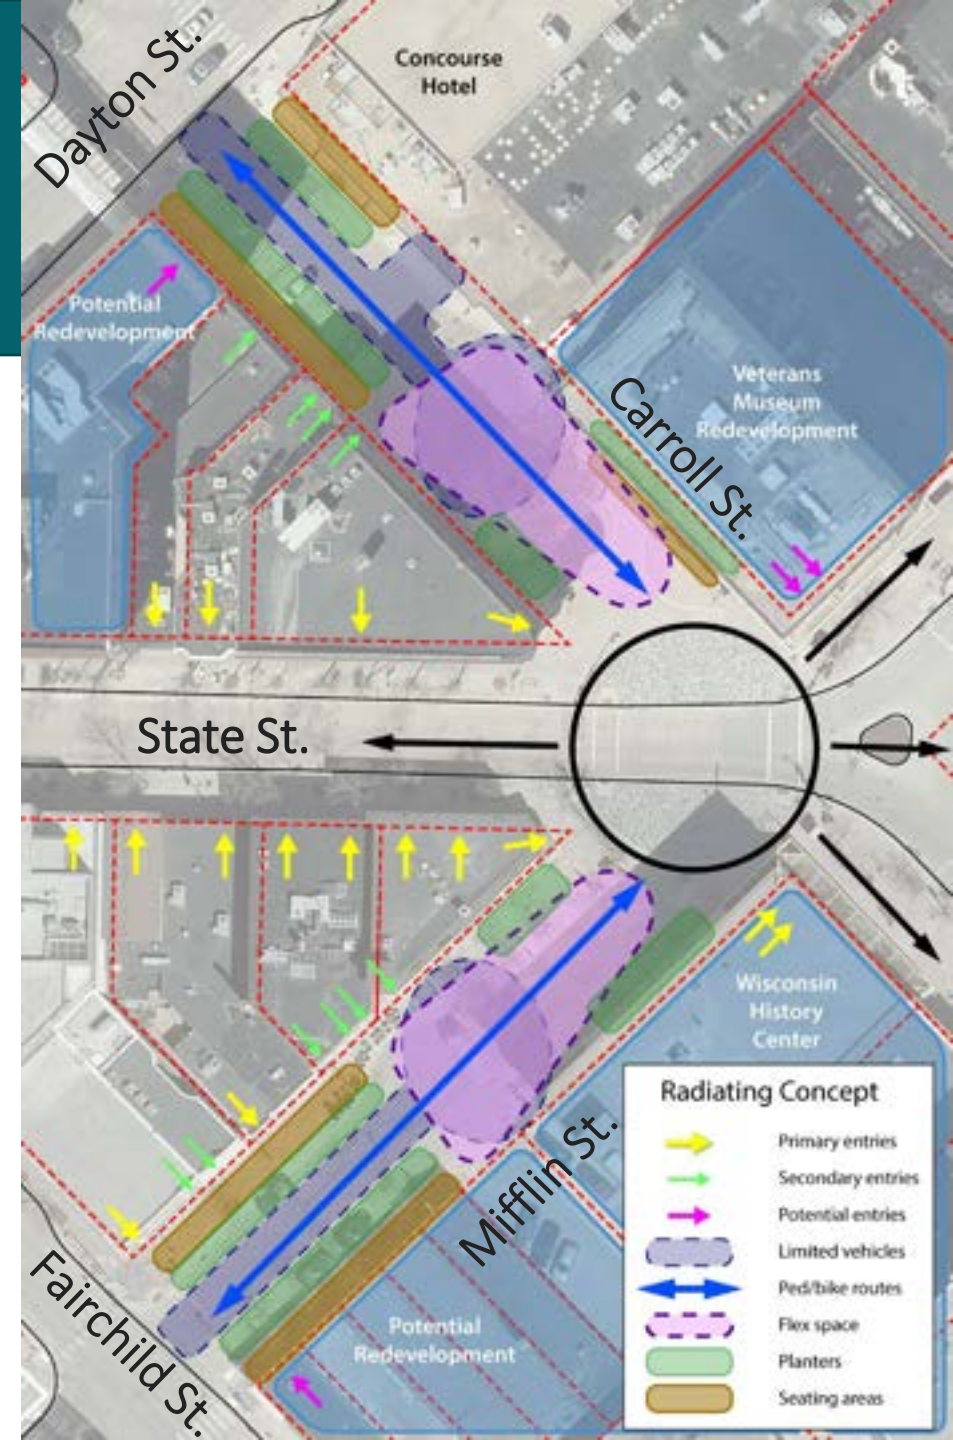 Dayton St.
Concourse
Hotel
Potential
Redevelopment
Veterans
Museum
Redevelopment
Carroll St.
State St.
Wisconsin
History
Center
Mifflin St.
Fairchild St.
Potential
Redevelopment
Radiating Concept
Primary entries
Secondary entries
Potential entries
Limited vehicles
Ped/bike routes
Flex space
Planters
Seating areas